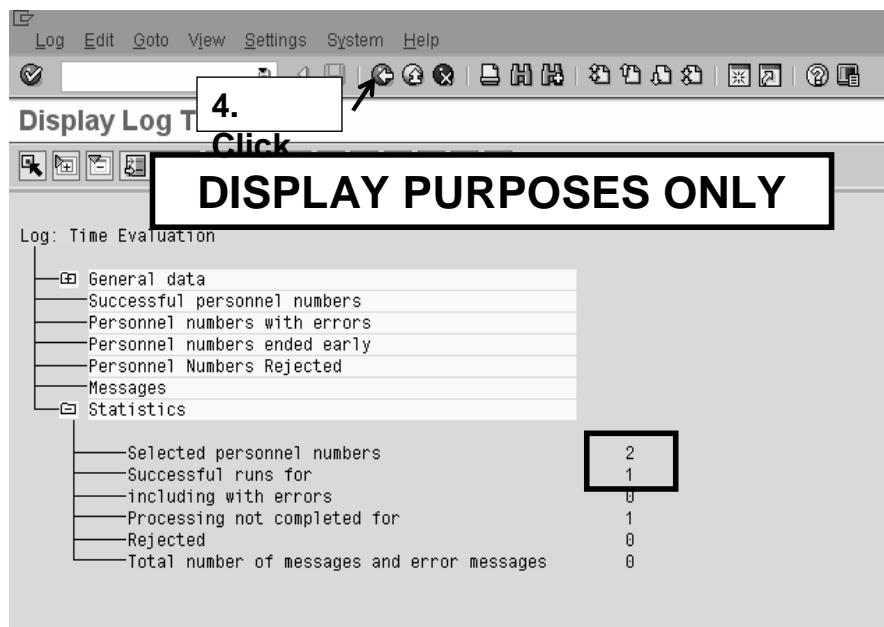 Log Edit Goto View Settings System Help
4.
Click
Display Log T
DISPLAY PURPOSES ONLY
Log: Time Evaluation
General data
Successful personnel numbers
Personnel numbers with errors
Personnel numbers ended early
Personnel Numbers Rejected
Messages
Statistics
Selected personnel numbers 2
Successful runs for 1
including with errors 0
Processing not completed for 1
Rejected 0
Total number of messages and error messages 0